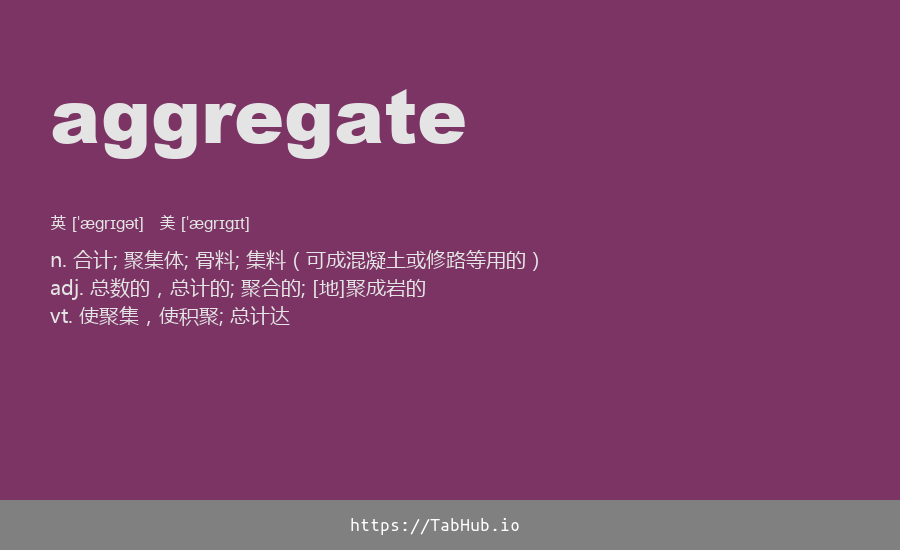 aggregate
英 [ˈægrɪgət] 美 [ˈægrɪgɪt]
n. 合计; 聚集体; 骨料; 集料（可成混凝土或修路等用的）
adj. 总数的，总计的; 聚合的; [地]聚成岩的
vt. 使聚集，使积聚; 总计达
https://TabHub.io